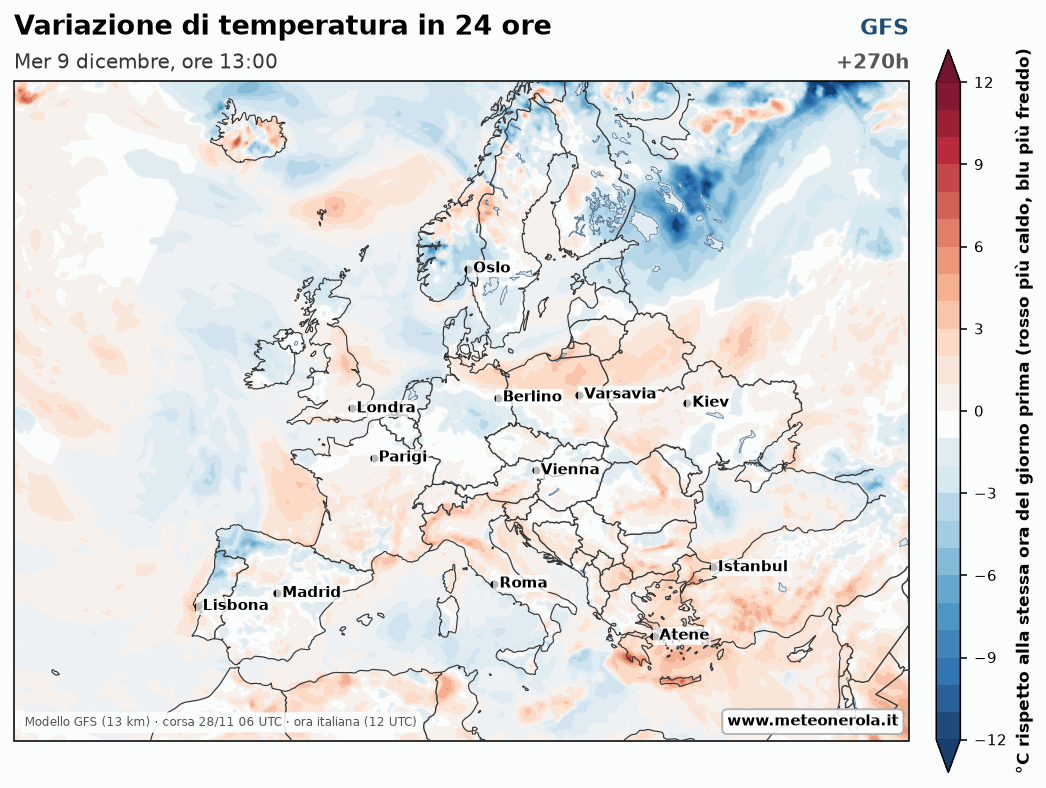 Variazione di temperatura in 24 ore
GFS
Mer 9 dicembre, ore 13:00
+270h
Oslo
Londra
Berlino
Varsavia
Kiev
Parigi
Vienna
Istanbul
Roma
Madrid
Lisbona
Atene
Modello GFS (13 km) · corsa 28/11 06 UTC · ora italiana (12 UTC)
www.meteonerola.it
12
9
6
3
0
−3
−6
−9
−12
°C rispetto alla stessa ora del giorno prima (rosso più caldo, blu più freddo)